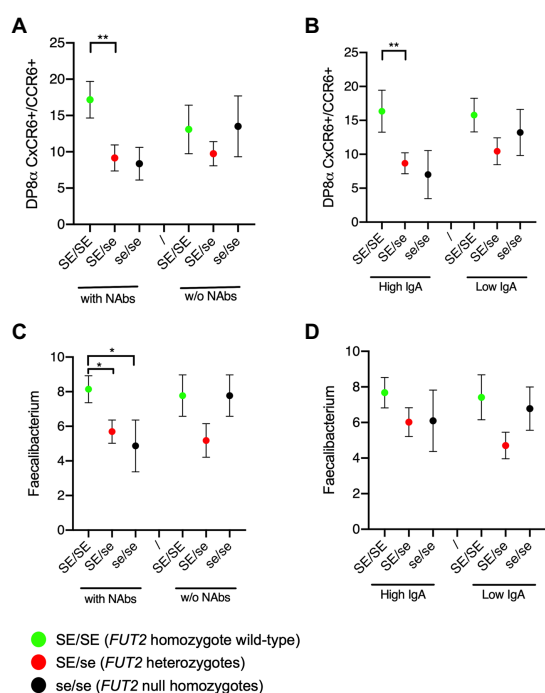 A
DP8α CxCR6+/CCR6+
25
20
15
10
5
0
**
SE/SE
SE/se
se/se
/
SE/SE
SE/se
se/se
with NAbs
w/o NAbs
B
DP8α CxCR6+/CCR6+
25
20
15
10
5
0
**
SE/SE
SE/se
se/se
/
SE/SE
SE/se
se/se
High IgA
Low IgA
C
Faecalibacterium
10
8
6
4
2
0
*
*
SE/SE
SE/se
se/se
/
SE/SE
SE/se
se/se
with NAbs
w/o NAbs
D
Faecalibacterium
10
8
6
4
2
0
SE/SE
SE/se
se/se
/
SE/SE
SE/se
se/se
High IgA
Low IgA
SE/SE (FUT2 homozygote wild-type)
SE/se (FUT2 heterozygotes)
se/se (FUT2 null homozygotes)